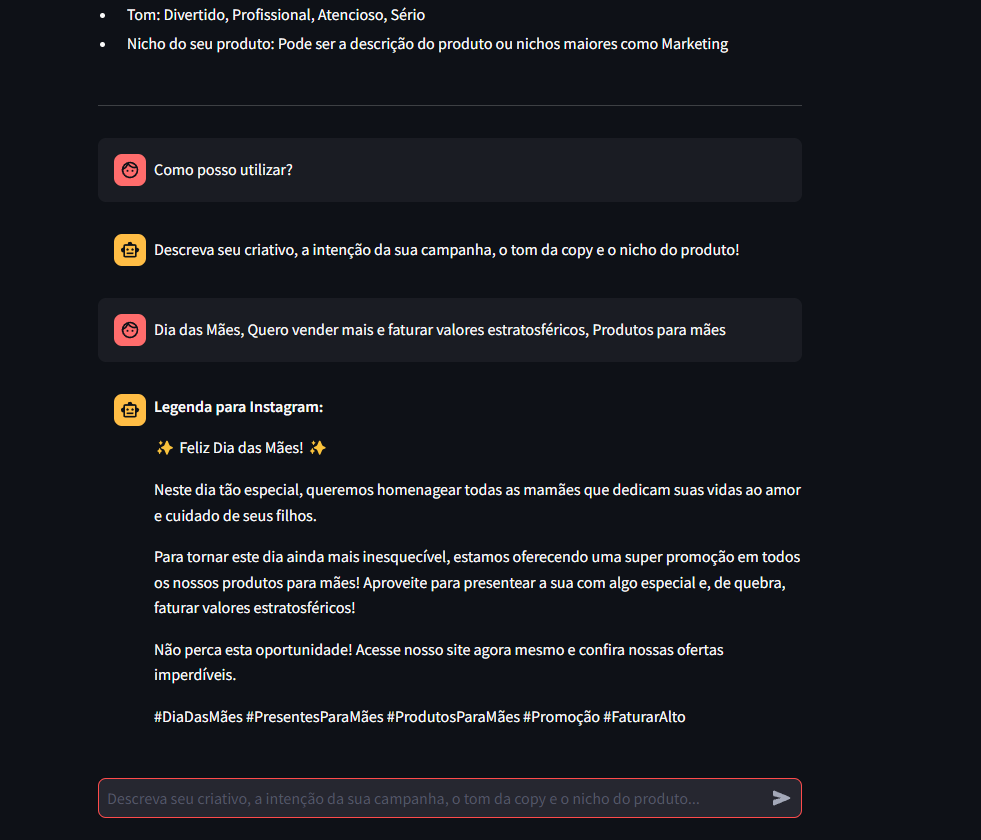 • Tom: Divertido, Profissional, Atencioso, Sério
• Nicho do seu produto: Pode ser a descrição do produto ou nichos maiores como Marketing
Como posso utilizar?
Descreva seu criativo, a intenção da sua campanha, o tom da copy e o nicho do produto!
Dia das Mães, Quero vender mais e faturar valores estratosféricos, Produtos para mães
Legenda para Instagram:
✨ Feliz Dia das Mães! ✨
Neste dia tão especial, queremos homenagear todas as mamães que dedicam suas vidas ao amor
e cuidado de seus filhos.
Para tornar este dia ainda mais inesquecível, estamos oferecendo uma super promoção em todos
os nossos produtos para mães! Aproveite para presentear a sua com algo especial e, de quebra,
faturar valores estratosféricos!
Não perca esta oportunidade! Acesse nosso site agora mesmo e confira nossas ofertas
imperdíveis.
#DiaDasMães #PresentesParaMães #ProdutosParaMães #Promoção #FaturarAlto
Descreva seu criativo, a intenção da sua campanha, o tom da copy e o nicho do produto...